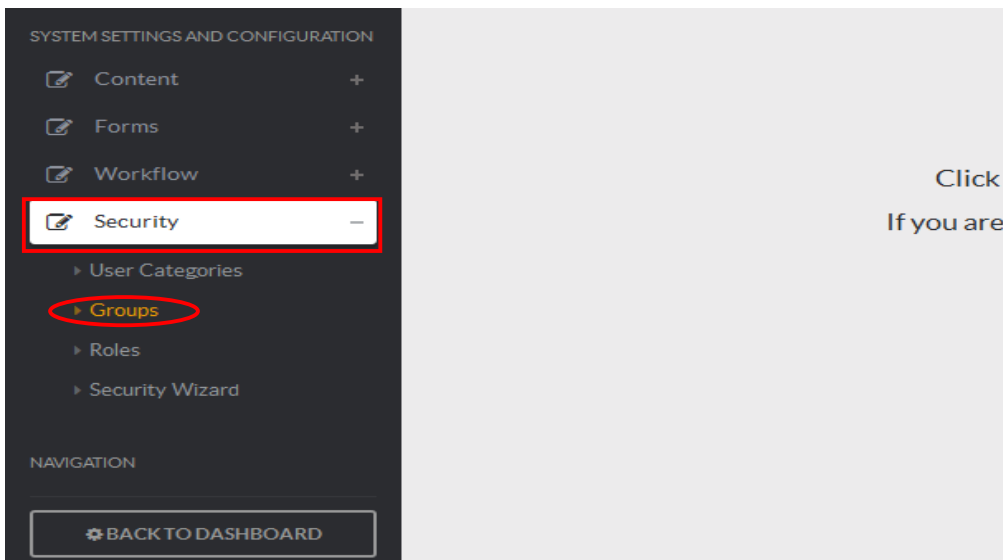 SYSTEM SETTINGS AND CONFIGURATION
Content +
Forms +
Workflow +
Security −
User Categories
Groups
Roles
Security Wizard
NAVIGATION
BACK TO DASHBOARD
Click
If you are